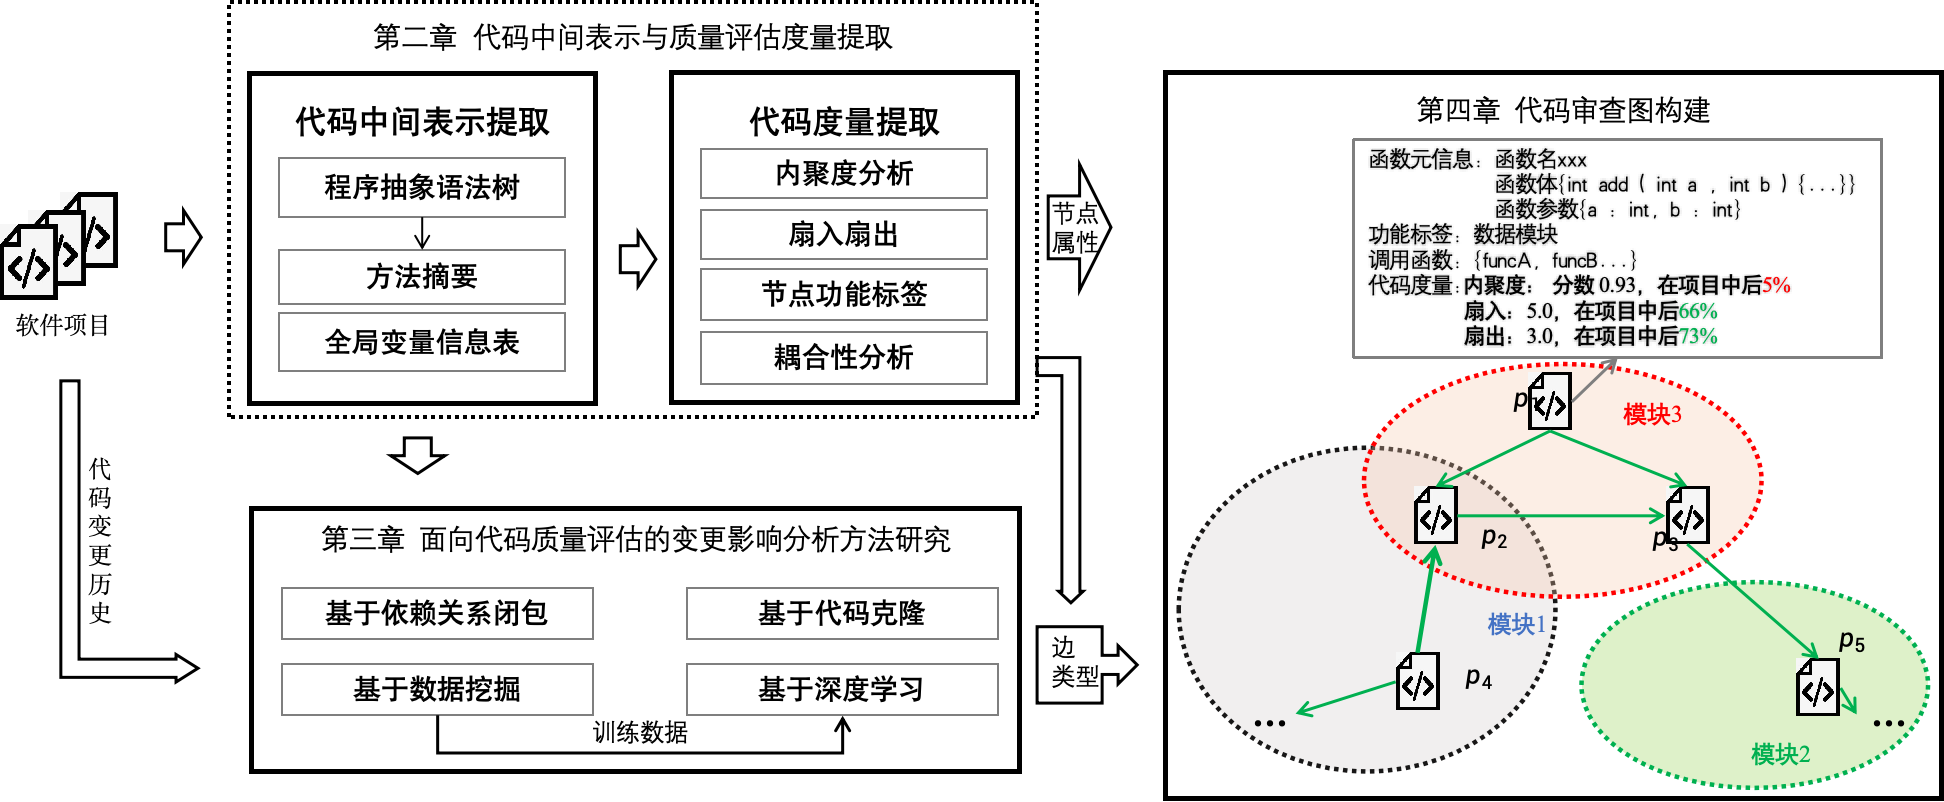 第二章 代码中间表示与质量评估度量提取
代码中间表示提取
程序抽象语法树
方法摘要
全局变量信息表
代码度量提取
内聚度分析
扇入扇出
节点功能标签
耦合性分析
软件项目
代码变更历史
第三章 面向代码质量评估的变更影响分析方法研究
基于依赖关系闭包
基于代码克隆
基于数据挖掘
基于深度学习
训练数据
节点
属性
边
类型
第四章 代码审查图构建
函数元信息：函数名xxx
函数体{int add ( int a , int b ) {...}}
函数参数{a : int, b : int}
功能标签：数据模块
调用函数：{funcA, funcB...}
代码度量：内聚度： 分数 0.93，在项目中后5%
扇入：5.0，在项目中后66%
扇出：3.0，在项目中后73%
p1
模块3
p2
p3
模块1
p4
...
p5
...
模块2